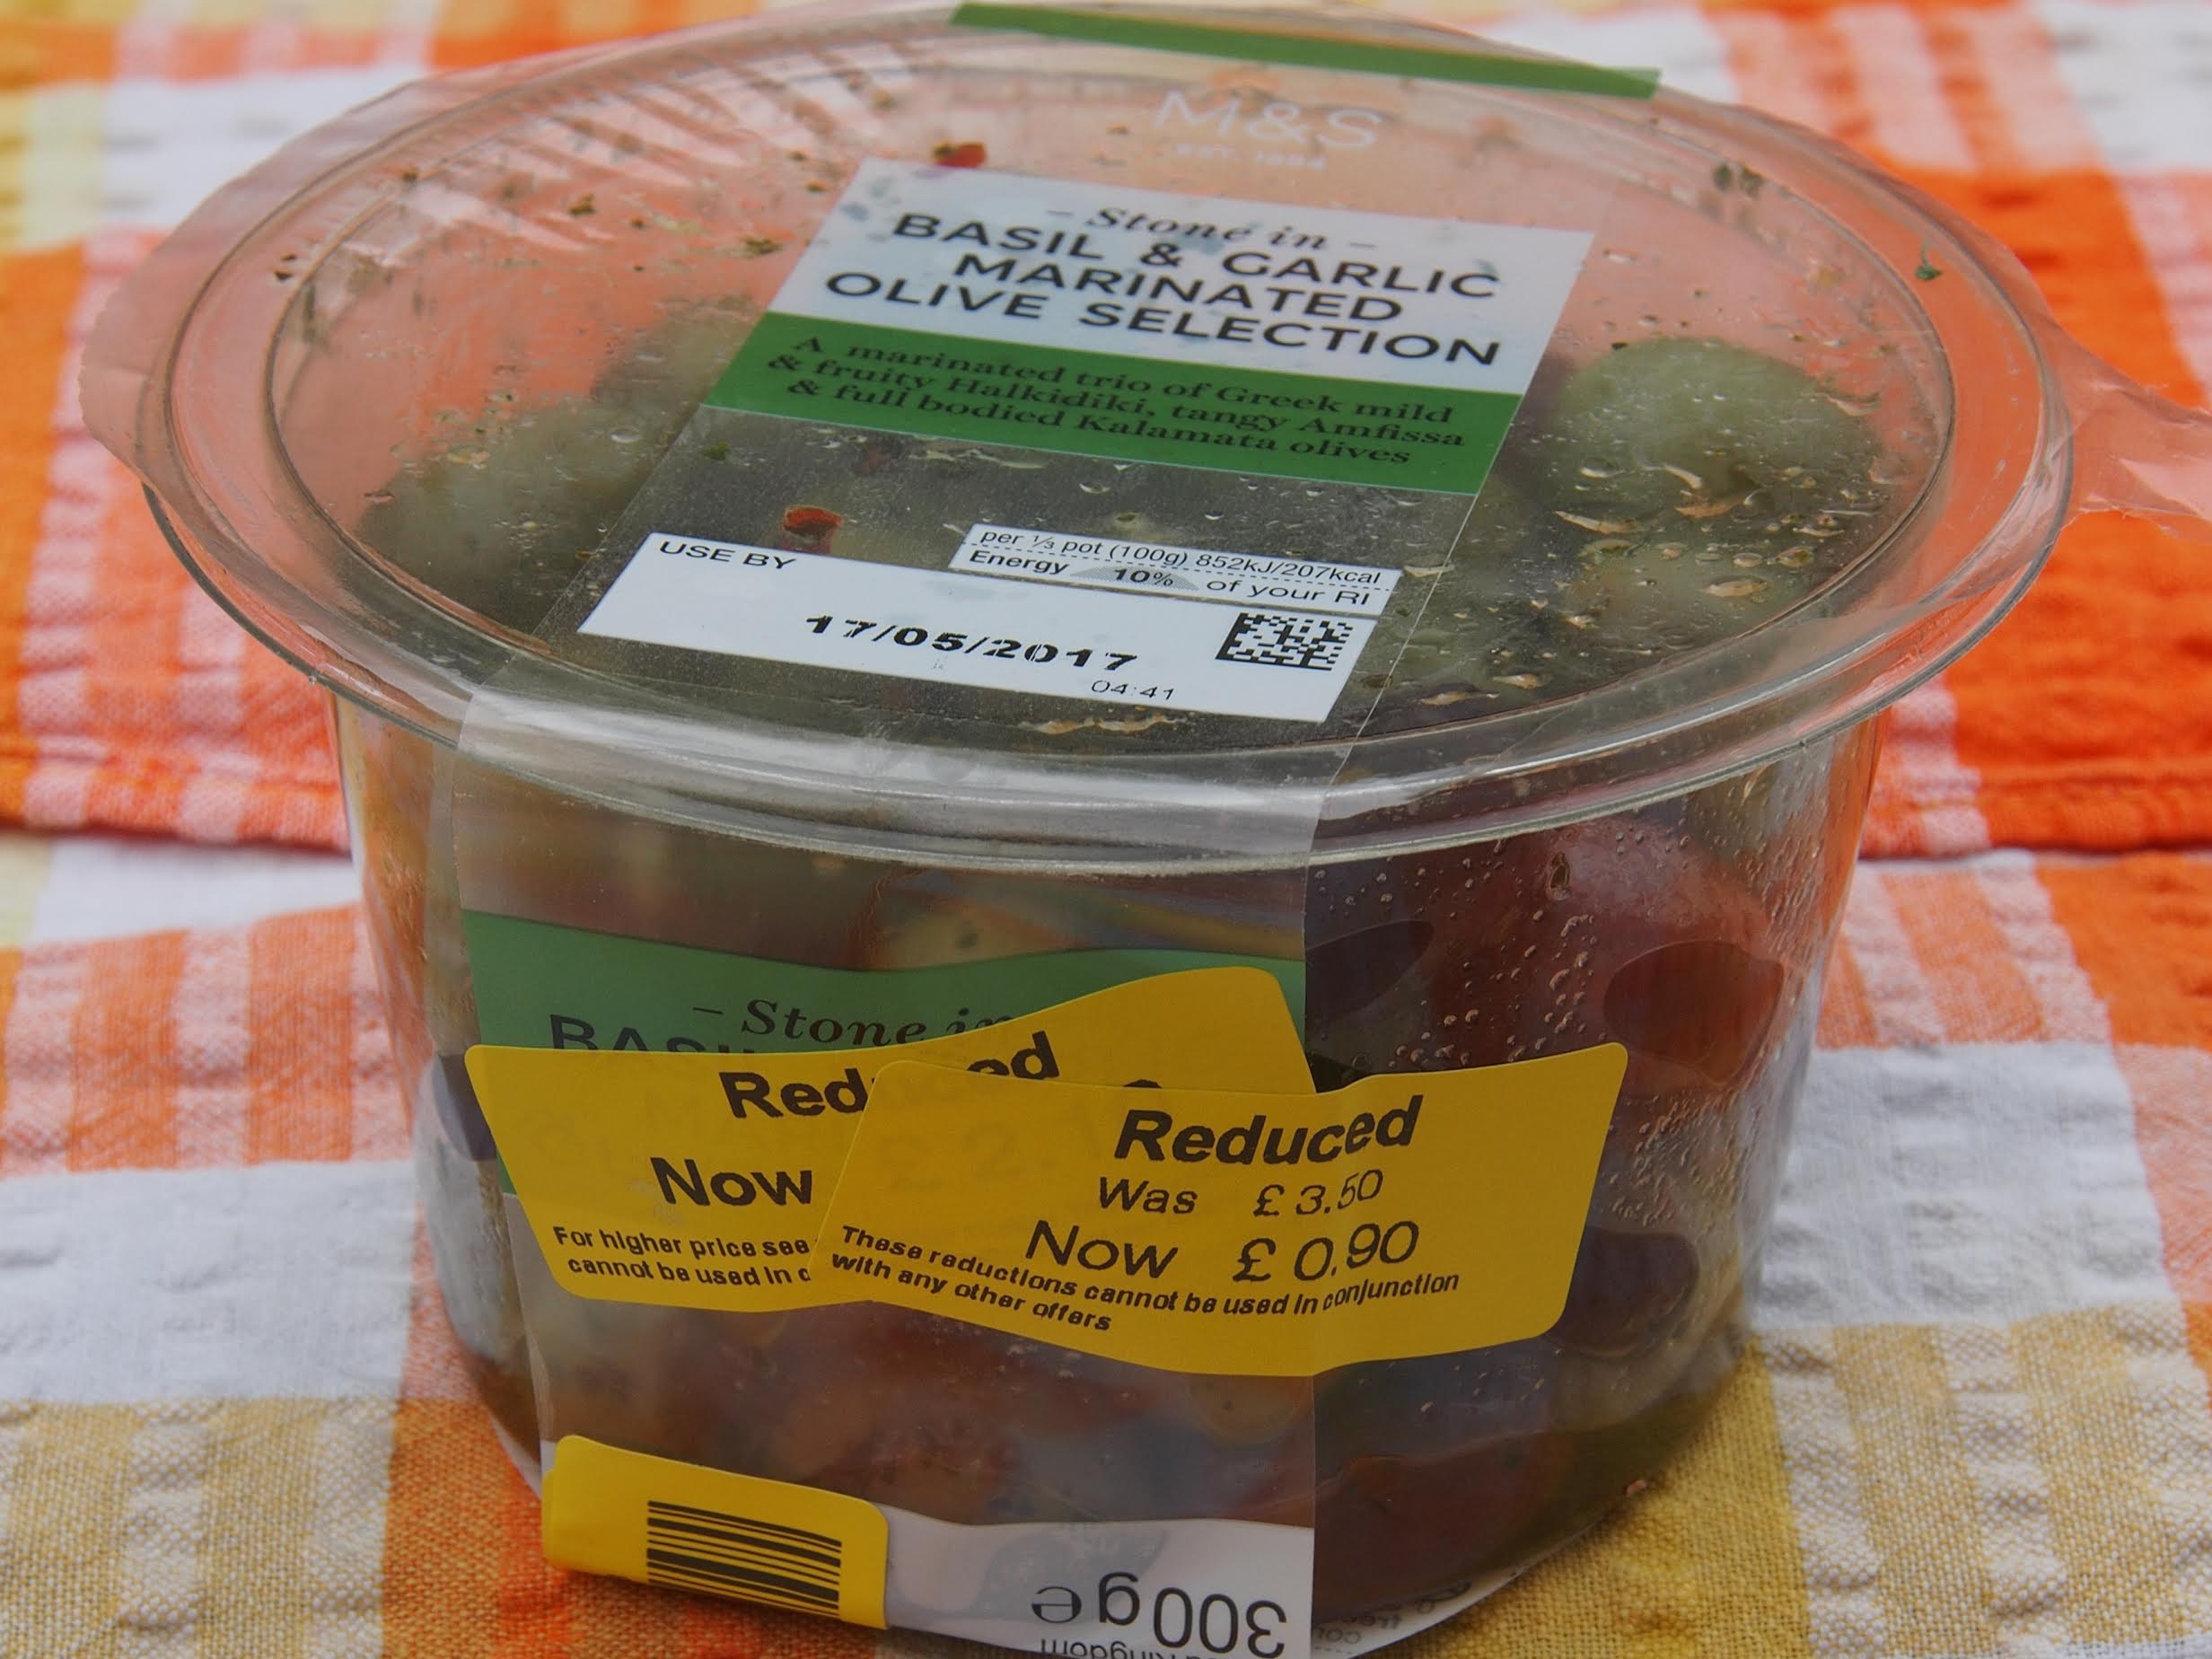 M&S
EST. 1884
– Stone in –
BASIL & GARLIC
MARINATED
OLIVE SELECTION
A marinated trio of Greek mild
& fruity Halkidiki, tangy Amfissa
& full bodied Kalamata olives
per ⅓ pot (100g) 852kJ/207kcal
Energy 10% of your RI
USE BY
17/05/2017
04:41
– Stone in
Reduced
Now
For higher price see
cannot be used in
Reduced
Was £3.50
Now £0.90
These reductions cannot be used in conjunction
with any other offers
300g e